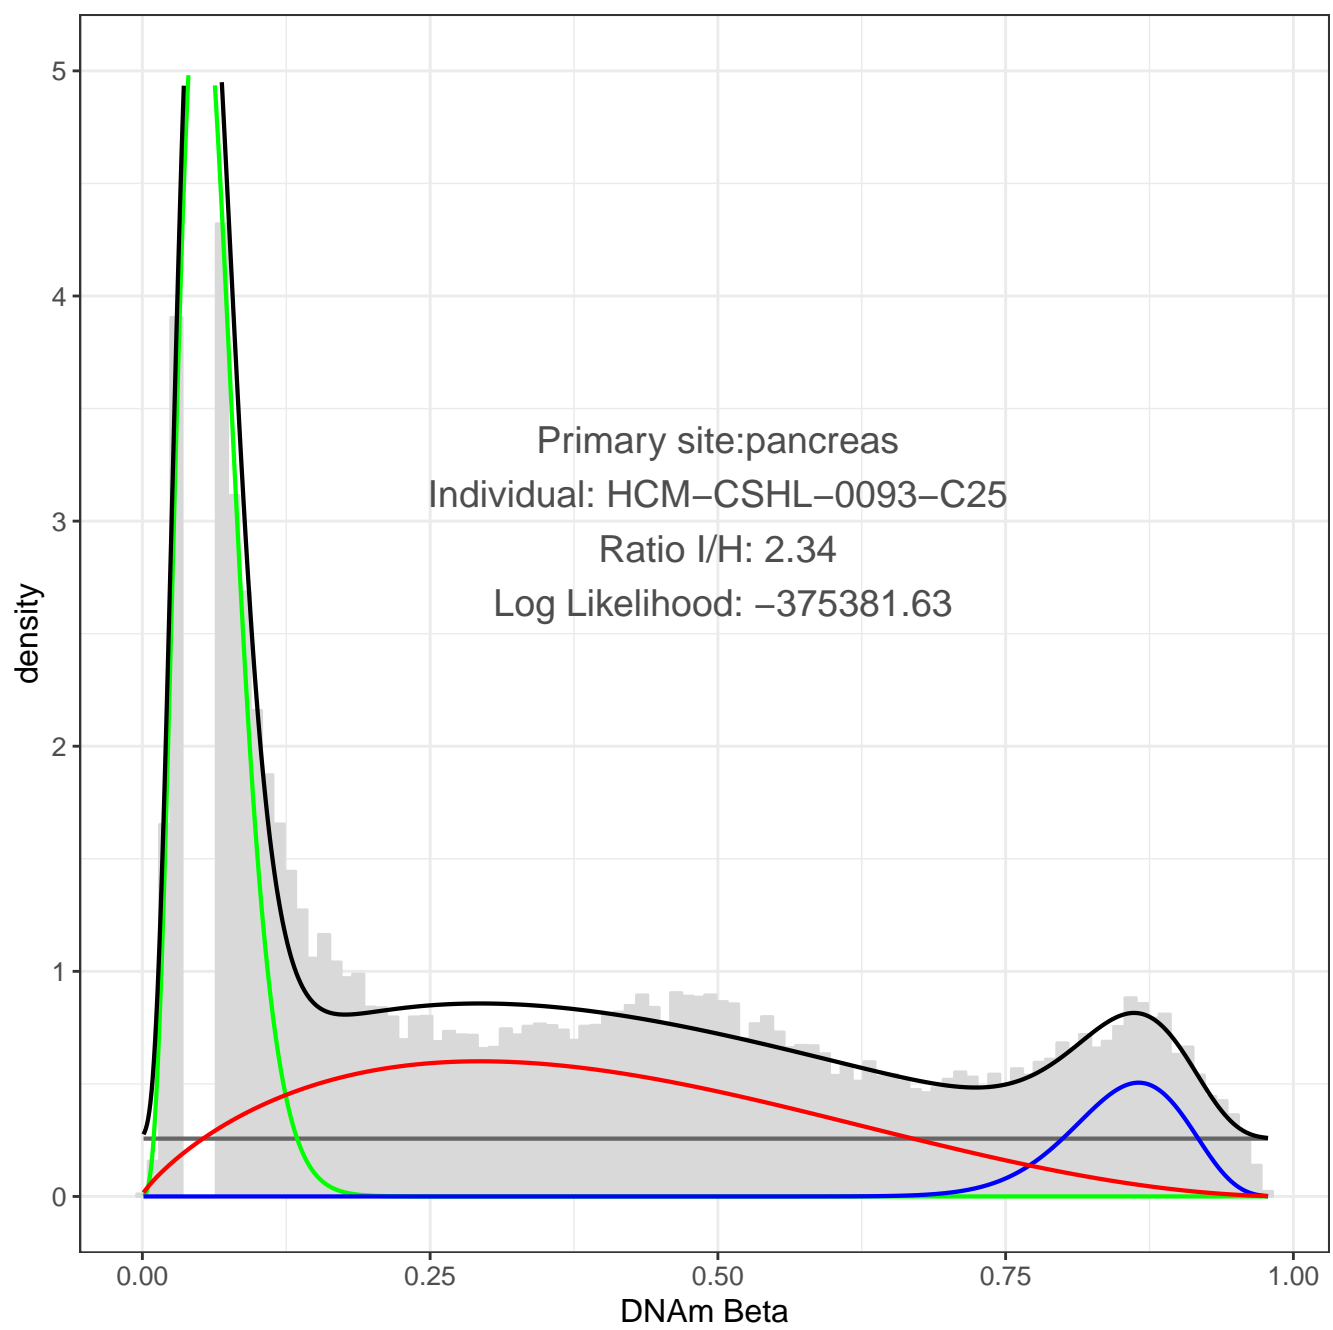 5
4
3
2
1
0
density
Primary site:pancreas
Individual: HCM−CSHL−0093−C25
Ratio I/H: 2.34
Log Likelihood: −375381.63
0.00 0.25 0.50 0.75 1.00
DNAm Beta